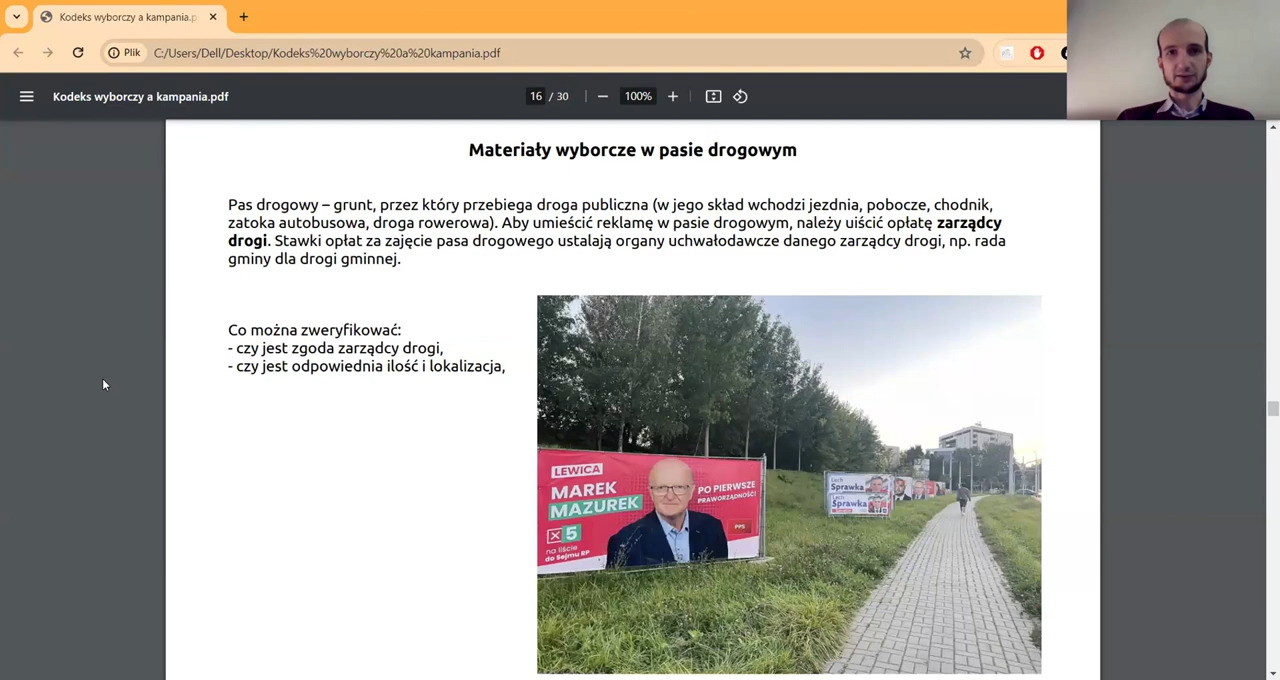 Kodeks wyborczy a kampania.p
Plik
C:/Users/Dell/Desktop/Kodeks%20wyborczy%20a%20kampania.pdf
Kodeks wyborczy a kampania.pdf
16 / 30
100%
Materiały wyborcze w pasie drogowym
Pas drogowy – grunt, przez który przebiega droga publiczna (w jego skład wchodzi jezdnia, pobocze, chodnik,
zatoka autobusowa, droga rowerowa). Aby umieścić reklamę w pasie drogowym, należy uiścić opłatę zarządcy
drogi. Stawki opłat za zajęcie pasa drogowego ustalają organy uchwałodawcze danego zarządcy drogi, np. rada
gminy dla drogi gminnej.
Co można zweryfikować:
- czy jest zgoda zarządcy drogi,
- czy jest odpowiednia ilość i lokalizacja,
LEWICA
MAREK
MAZUREK
5
na liście
do Sejmu RP
PO PIERWSZE
PRAWORZĄDNOŚĆ!
PPS
Lech
Sprawka
Lech
Sprawka